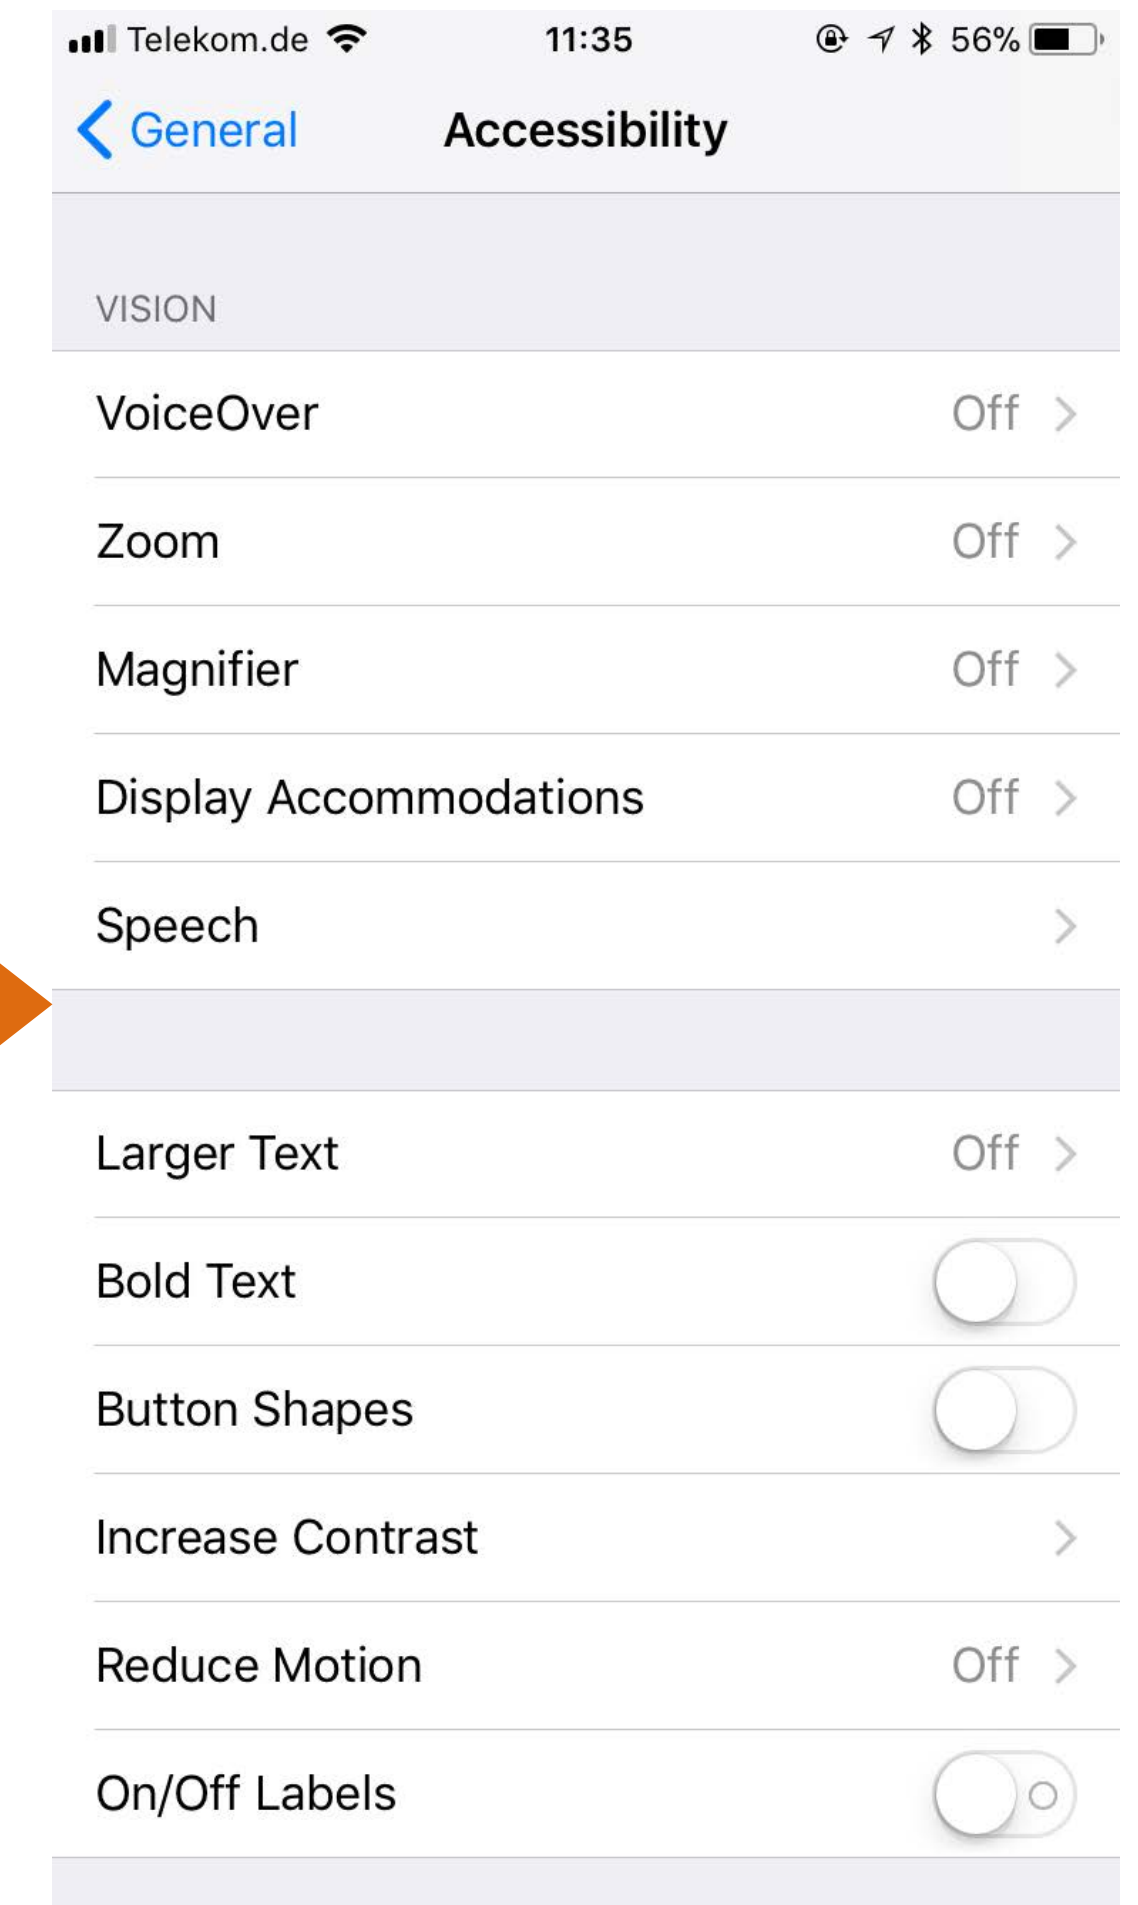 Telekom.de 11:35 56%
General Accessibility
VISION
VoiceOver Off
Zoom Off
Magnifier Off
Display Accommodations Off
Speech
Larger Text Off
Bold Text
Button Shapes
Increase Contrast
Reduce Motion Off
On/Off Labels